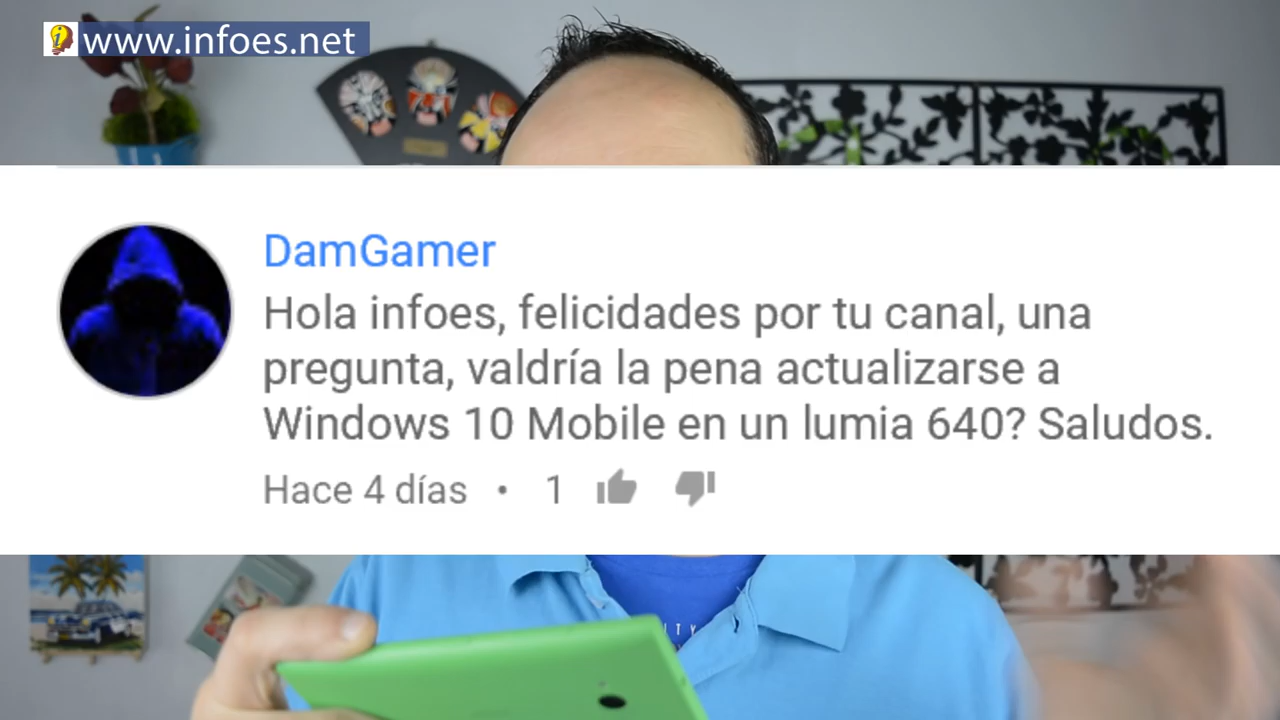 www.infoes.net
DamGamer
Hola infoes, felicidades por tu canal, una
pregunta, valdría la pena actualizarse a
Windows 10 Mobile en un lumia 640? Saludos.
Hace 4 días • 1
ITY